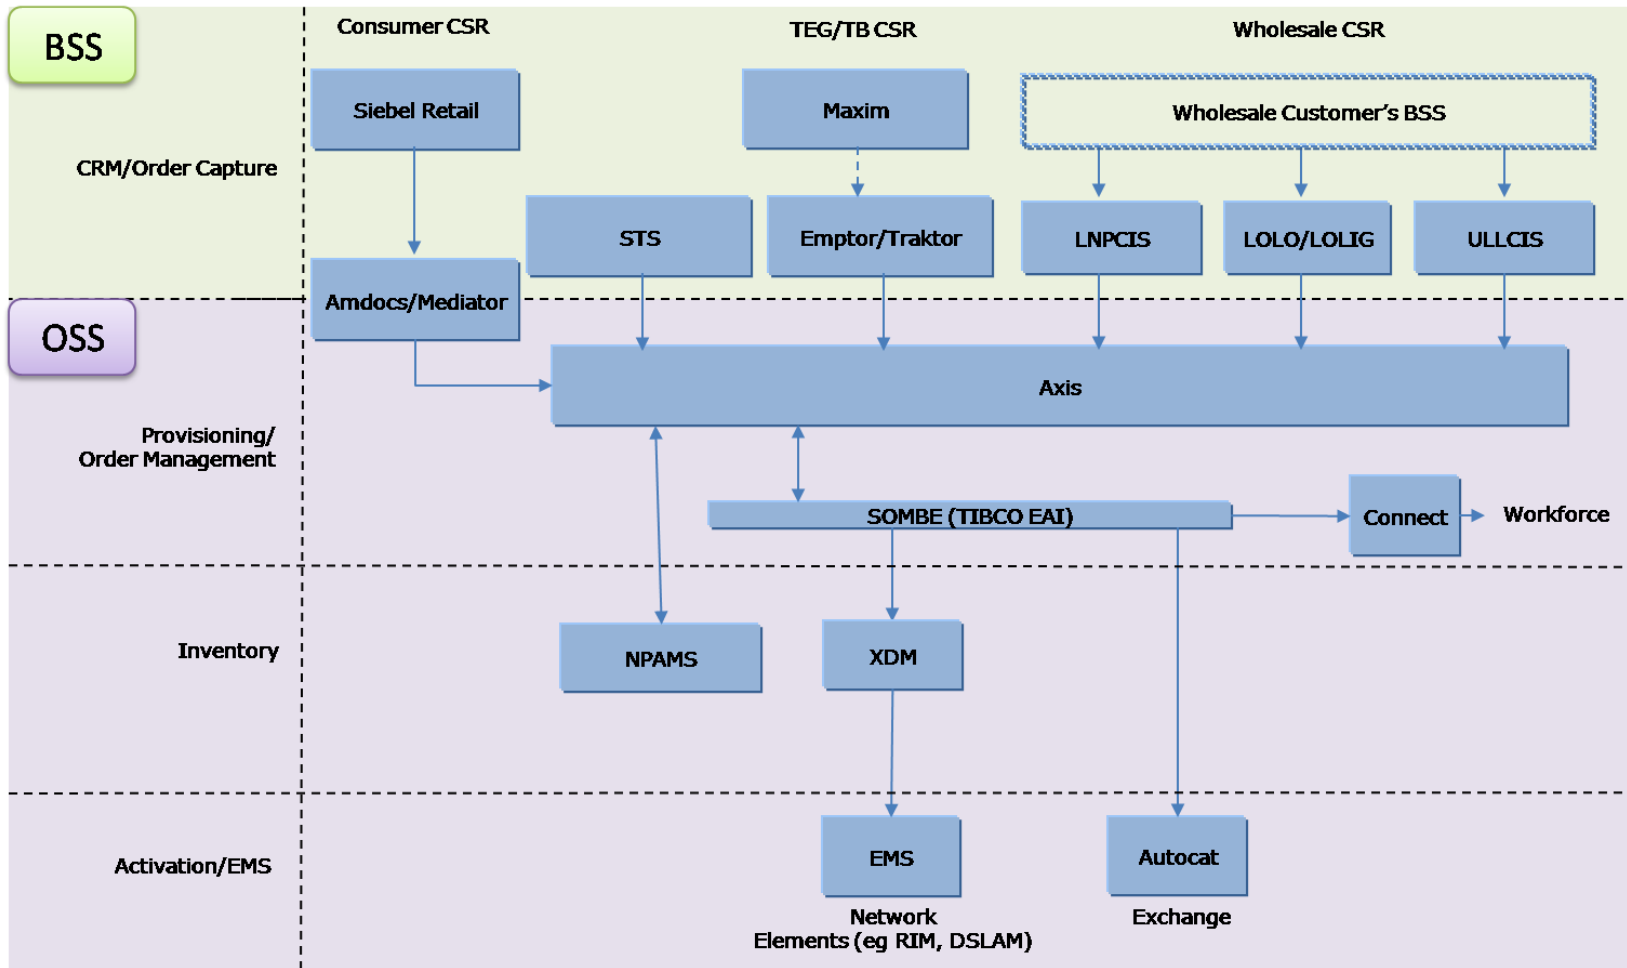 BSS
Consumer CSR
TEG/TB CSR
Wholesale CSR
Siebel Retail
Maxim
Wholesale Customer's BSS
CRM/Order Capture
STS
Emptor/Traktor
LNPCIS
LOLO/LOLIG
ULLCIS
Amdocs/Mediator
OSS
Axis
Provisioning/
Order Management
SOMBE (TIBCO EAI)
Connect
Workforce
Inventory
NPAMS
XDM
Activation/EMS
EMS
Autocat
Network
Elements (eg RIM, DSLAM)
Exchange